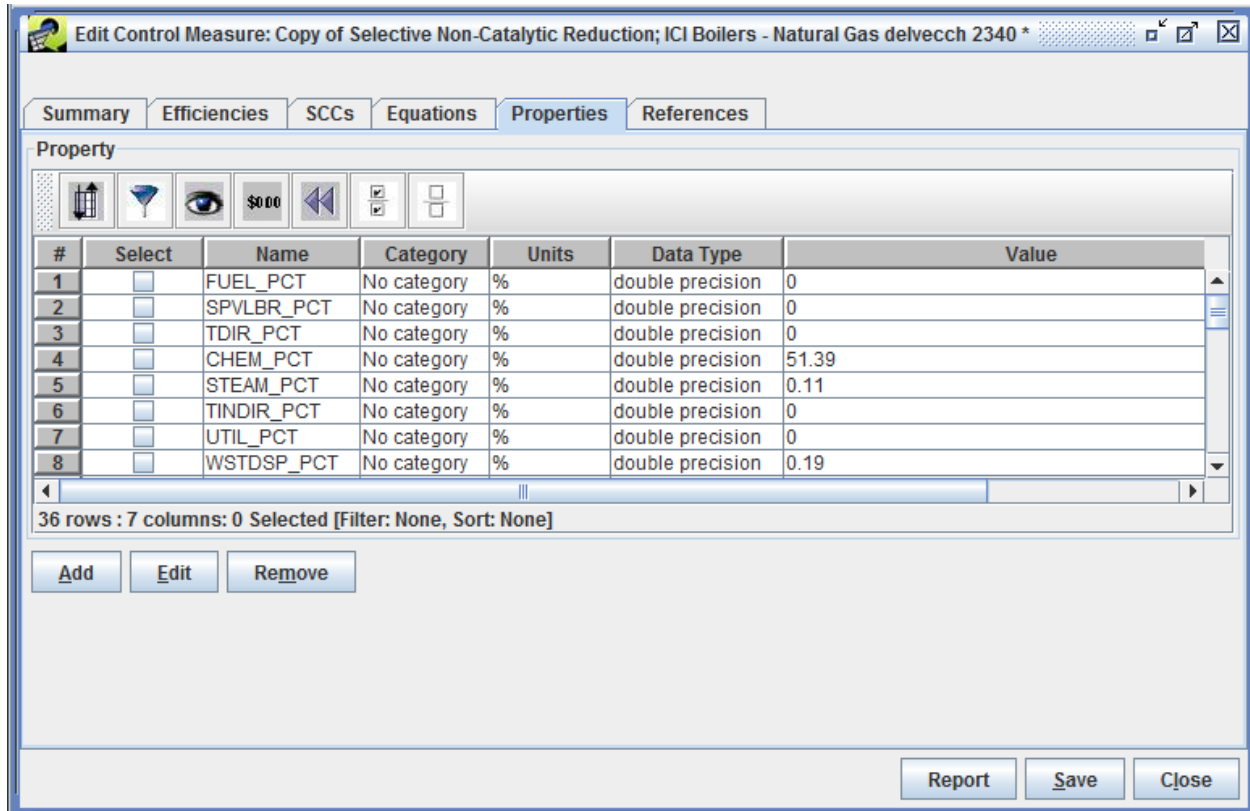 Edit Control Measure: Copy of Selective Non-Catalytic Reduction; ICI Boilers - Natural Gas delvecch 2340 *
Summary Efficiencies SCCs Equations Properties References
Property
$0.00
# Select Name Category Units Data Type Value
1 FUEL_PCT No category % double precision 0
2 SPVLBR_PCT No category % double precision 0
3 TDIR_PCT No category % double precision 0
4 CHEM_PCT No category % double precision 51.39
5 STEAM_PCT No category % double precision 0.11
6 TINDIR_PCT No category % double precision 0
7 UTIL_PCT No category % double precision 0
8 WSTDSP_PCT No category % double precision 0.19
36 rows : 7 columns: 0 Selected [Filter: None, Sort: None]
Add Edit Remove
Report Save Close